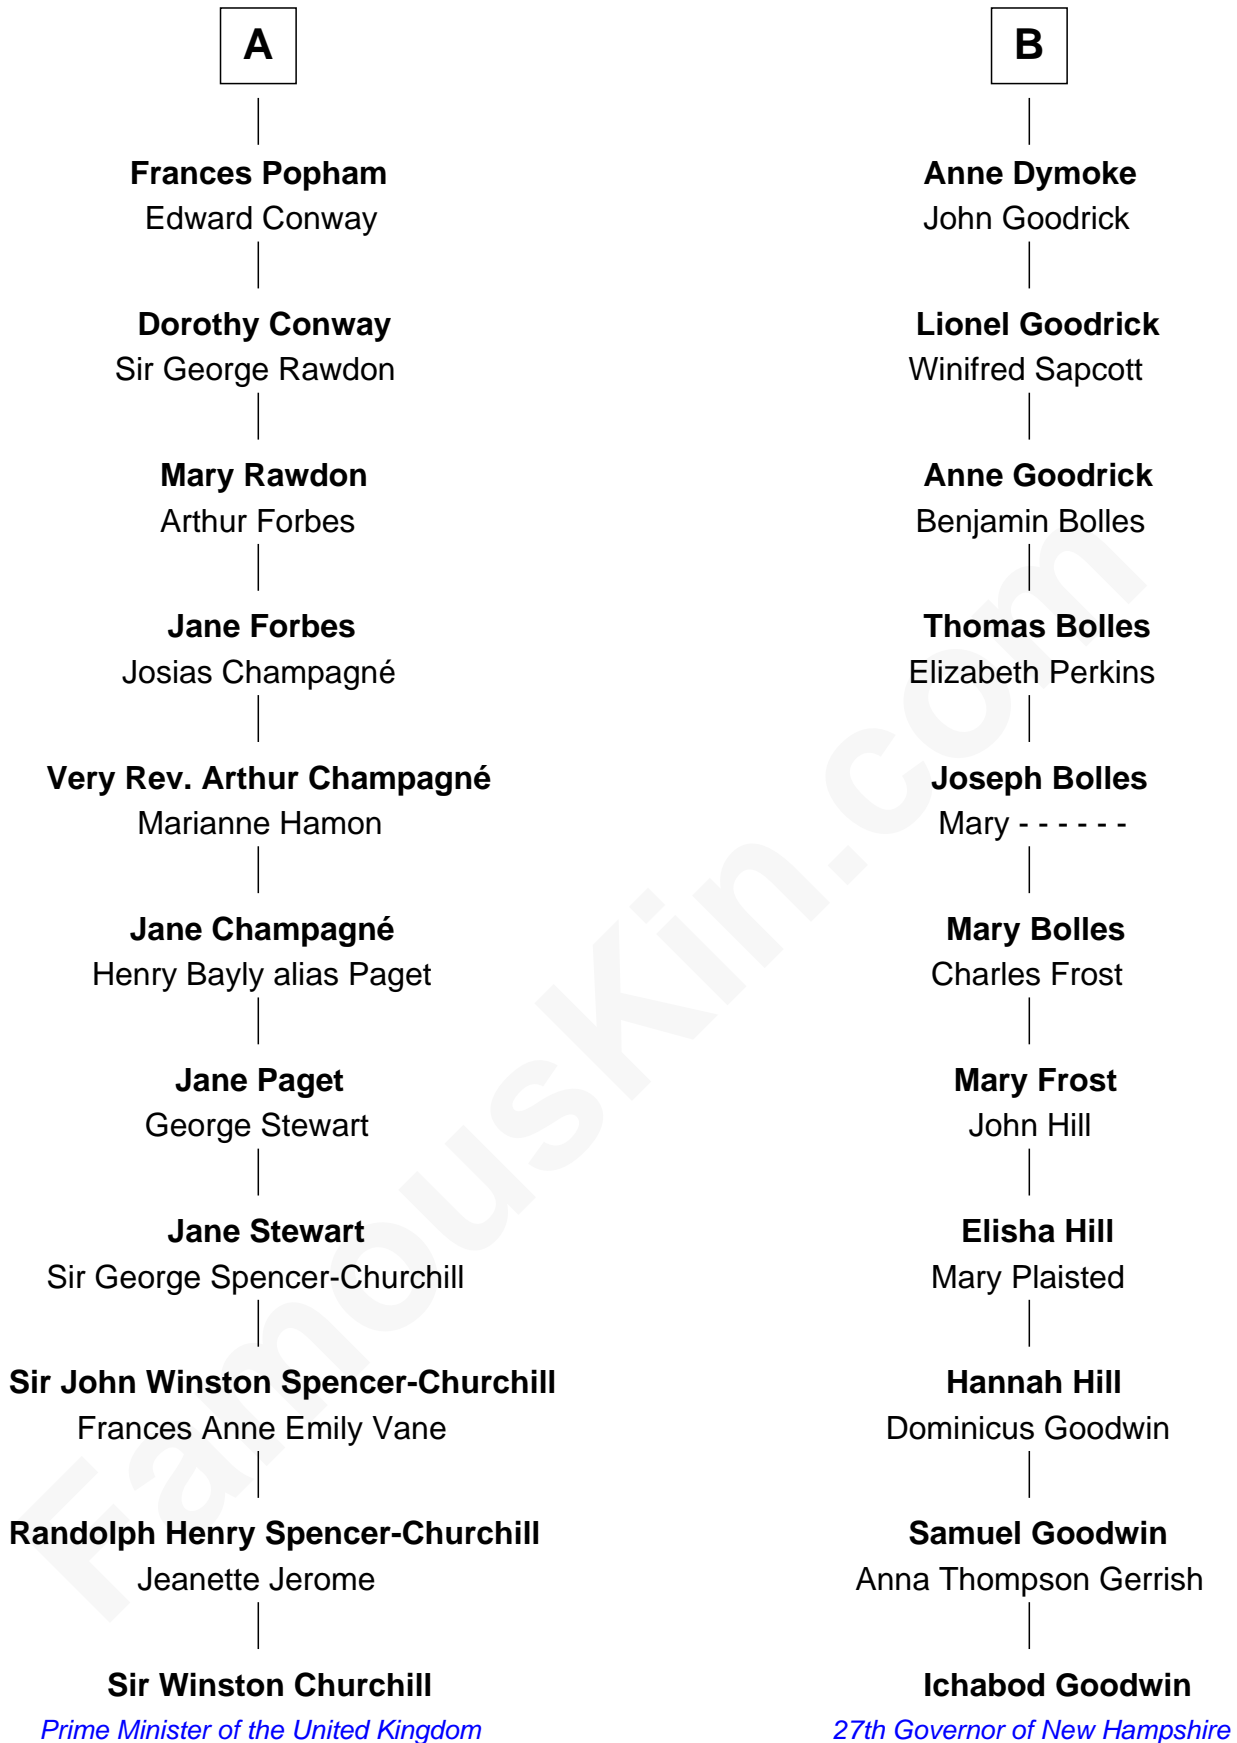 A
Frances Popham
Edward Conway
Dorothy Conway
Sir George Rawdon
Mary Rawdon
Arthur Forbes
Jane Forbes
Josias Champagné
Very Rev. Arthur Champagné
Marianne Hamon
Jane Champagné
Henry Bayly alias Paget
Jane Paget
George Stewart
Jane Stewart
Sir George Spencer-Churchill
Sir John Winston Spencer-Churchill
Frances Anne Emily Vane
Randolph Henry Spencer-Churchill
Jeanette Jerome
Sir Winston Churchill
Prime Minister of the United Kingdom
B
Anne Dymoke
John Goodrick
Lionel Goodrick
Winifred Sapcott
Anne Goodrick
Benjamin Bolles
Thomas Bolles
Elizabeth Perkins
Joseph Bolles
Mary - - - - - -
Mary Bolles
Charles Frost
Mary Frost
John Hill
Elisha Hill
Mary Plaisted
Hannah Hill
Dominicus Goodwin
Samuel Goodwin
Anna Thompson Gerrish
Ichabod Goodwin
27th Governor of New Hampshire
FamousKin.com